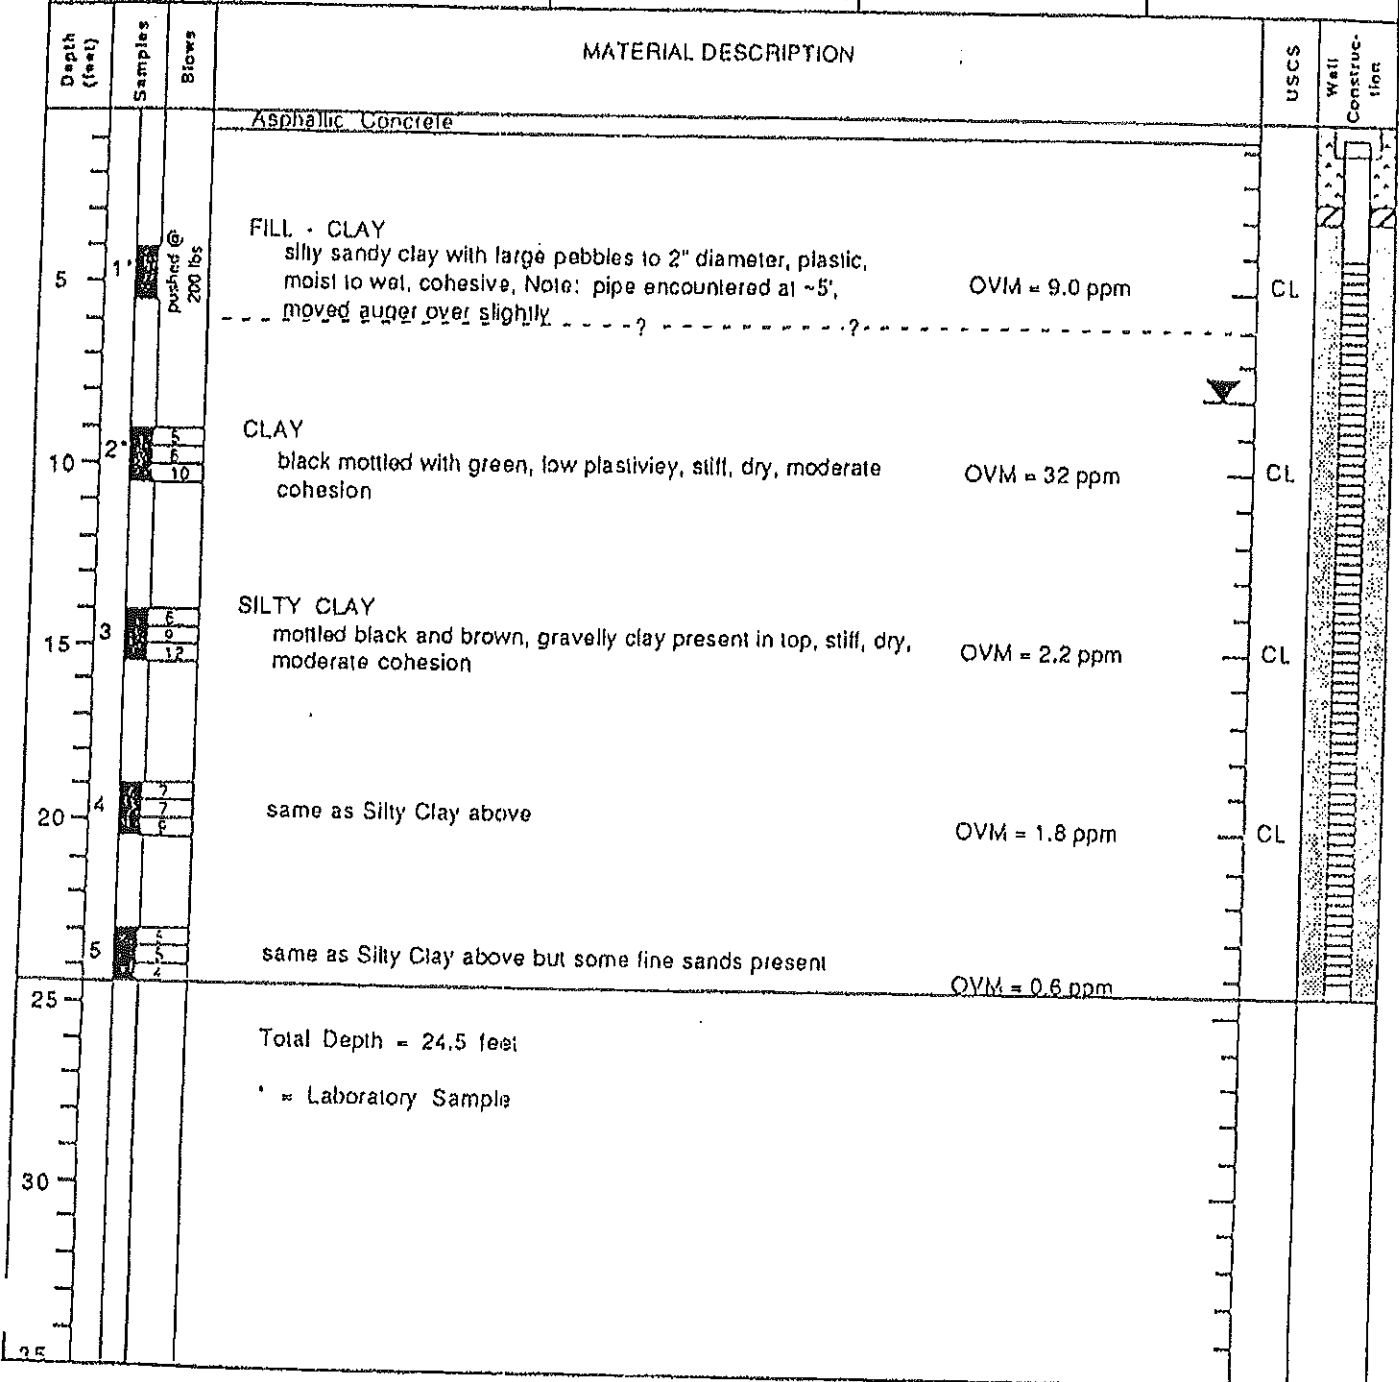 Depth (feet)
Samples
Blows
MATERIAL DESCRIPTION
USCS
Well Construc-tion
Asphaltic Concrete
FILL - CLAY
silty sandy clay with large pebbles to 2" diameter, plastic,
moist to wet, cohesive, Note: pipe encountered at ~5',
moved auger over slightly
5
1*
pushed @ 200 lbs
OVM = 9.0 ppm
CL
? ?
CLAY
black mottled with green, low plastiviey, stiff, dry, moderate
cohesion
10
2*
10
OVM = 32 ppm
CL
SILTY CLAY
mottled black and brown, gravelly clay present in top, stiff, dry,
moderate cohesion
15
3
9
12
OVM = 2.2 ppm
CL
20
4
7
7
same as Silty Clay above
OVM = 1.8 ppm
CL
5
5
same as Silty Clay above but some fine sands present
OVM = 0.6 ppm
25
Total Depth = 24.5 feet
* = Laboratory Sample
30
35